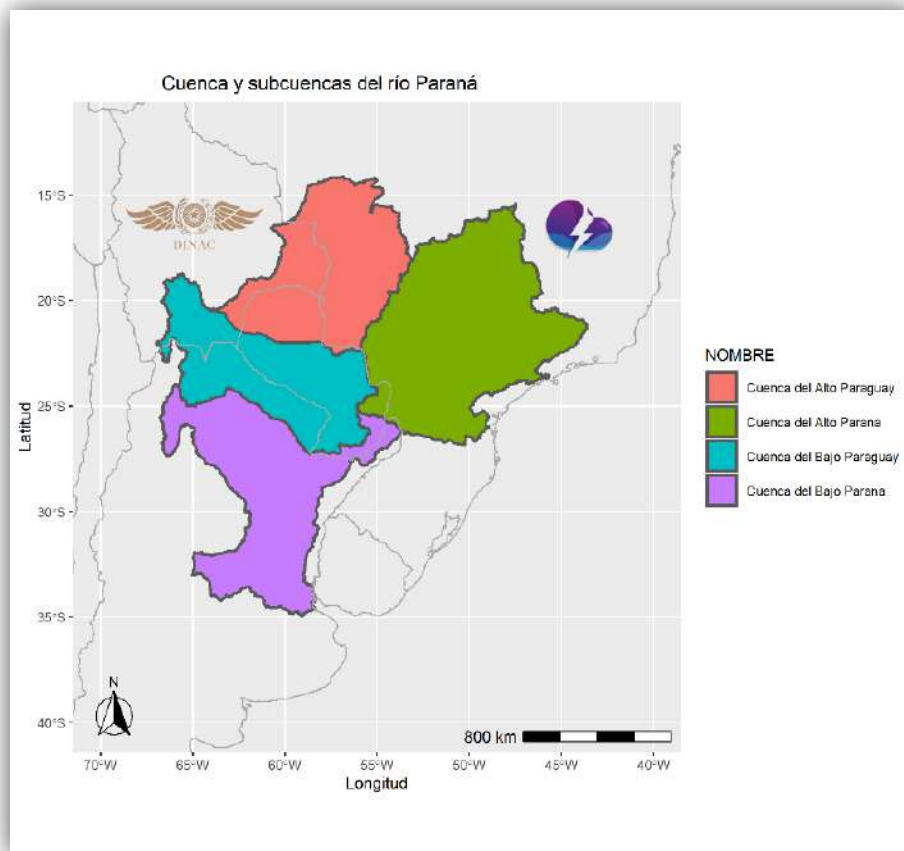 Cuenca y subcuencas del río Paraná
15°S
20°S
25°S
30°S
35°S
40°S
Latitud
DINAC
N
800 km
70°W
65°W
60°W
55°W
50°W
45°W
40°W
Longitud
NOMBRE
Cuenca del Alto Paraguay
Cuenca del Alto Parana
Cuenca del Bajo Paraguay
Cuenca del Bajo Parana